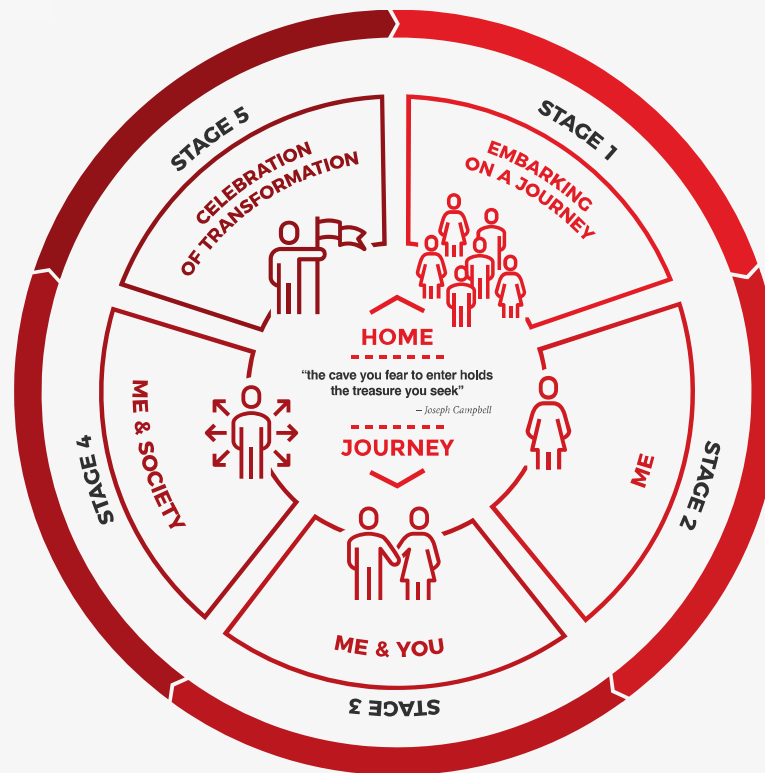 STAGE 1
EMBARKING
ON A JOURNEY
STAGE 2
ME
STAGE 3
ME & YOU
STAGE 4
ME & SOCIETY
STAGE 5
CELEBRATION
OF TRANSFORMATION
HOME
“the cave you fear to enter holds
the treasure you seek”
– Joseph Campbell
JOURNEY